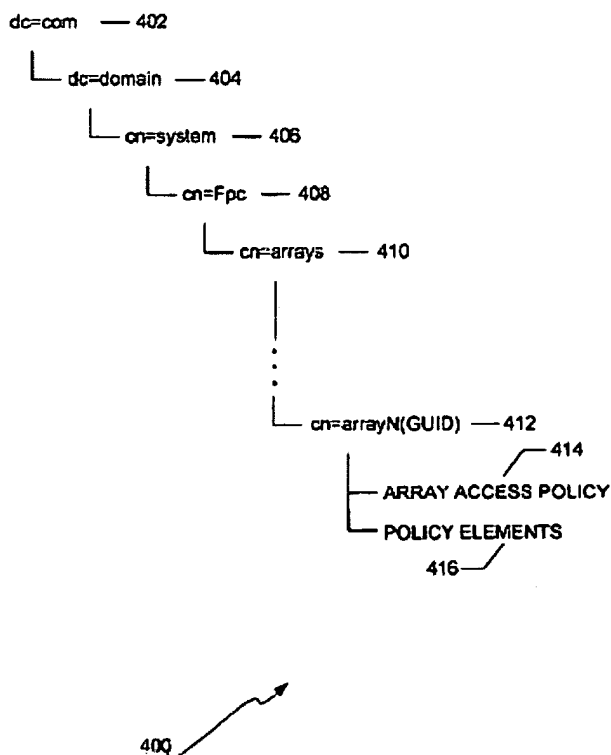 dc=com — 402
dc=domain — 404
cn=system — 406
cn=Fpc — 408
cn=arrays — 410
cn=arrayN(GUID) — 412
414
ARRAY ACCESS POLICY
POLICY ELEMENTS
416
400